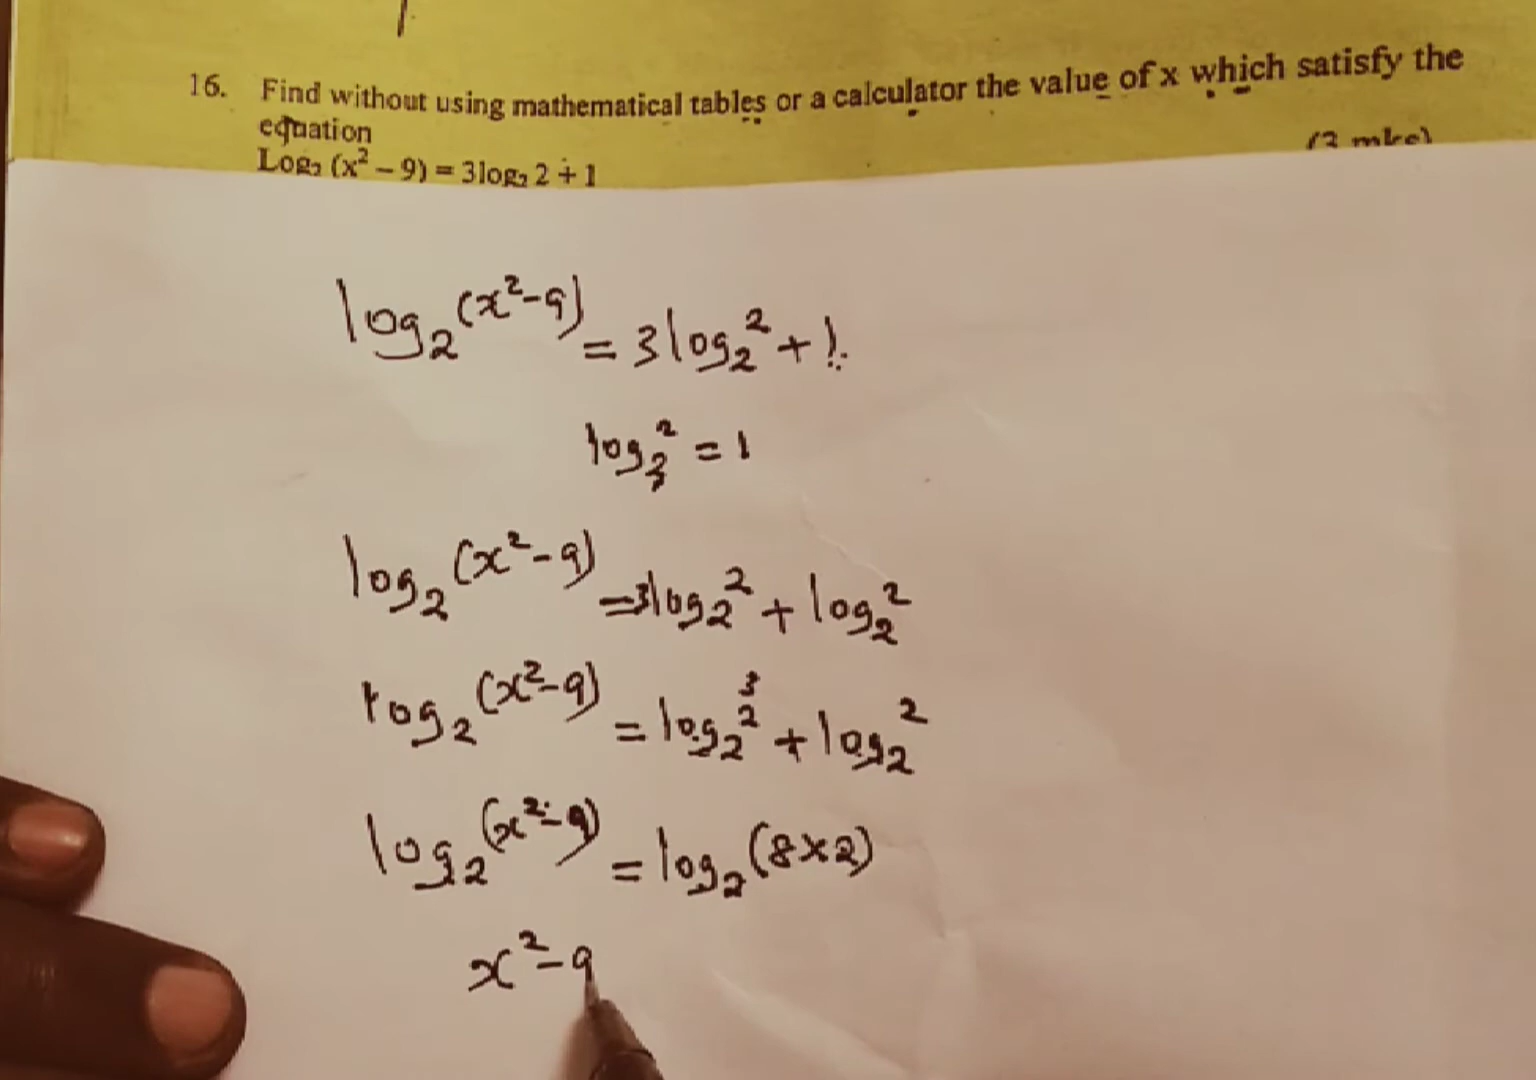 16. Find without using mathematical tables or a calculator the value of x which satisfy the
equation
(3 mks)
Log₂ (x² – 9) = 3log₂ 2 + 1
log₂(x²-9) = 3log₂2 + 1
log₂2 = 1
log₂(x²-9) = 3log₂2 + log₂2
log₂(x²-9) = log₂2³ + log₂2
log₂(x²-9) = log₂(8×2)
x²-9